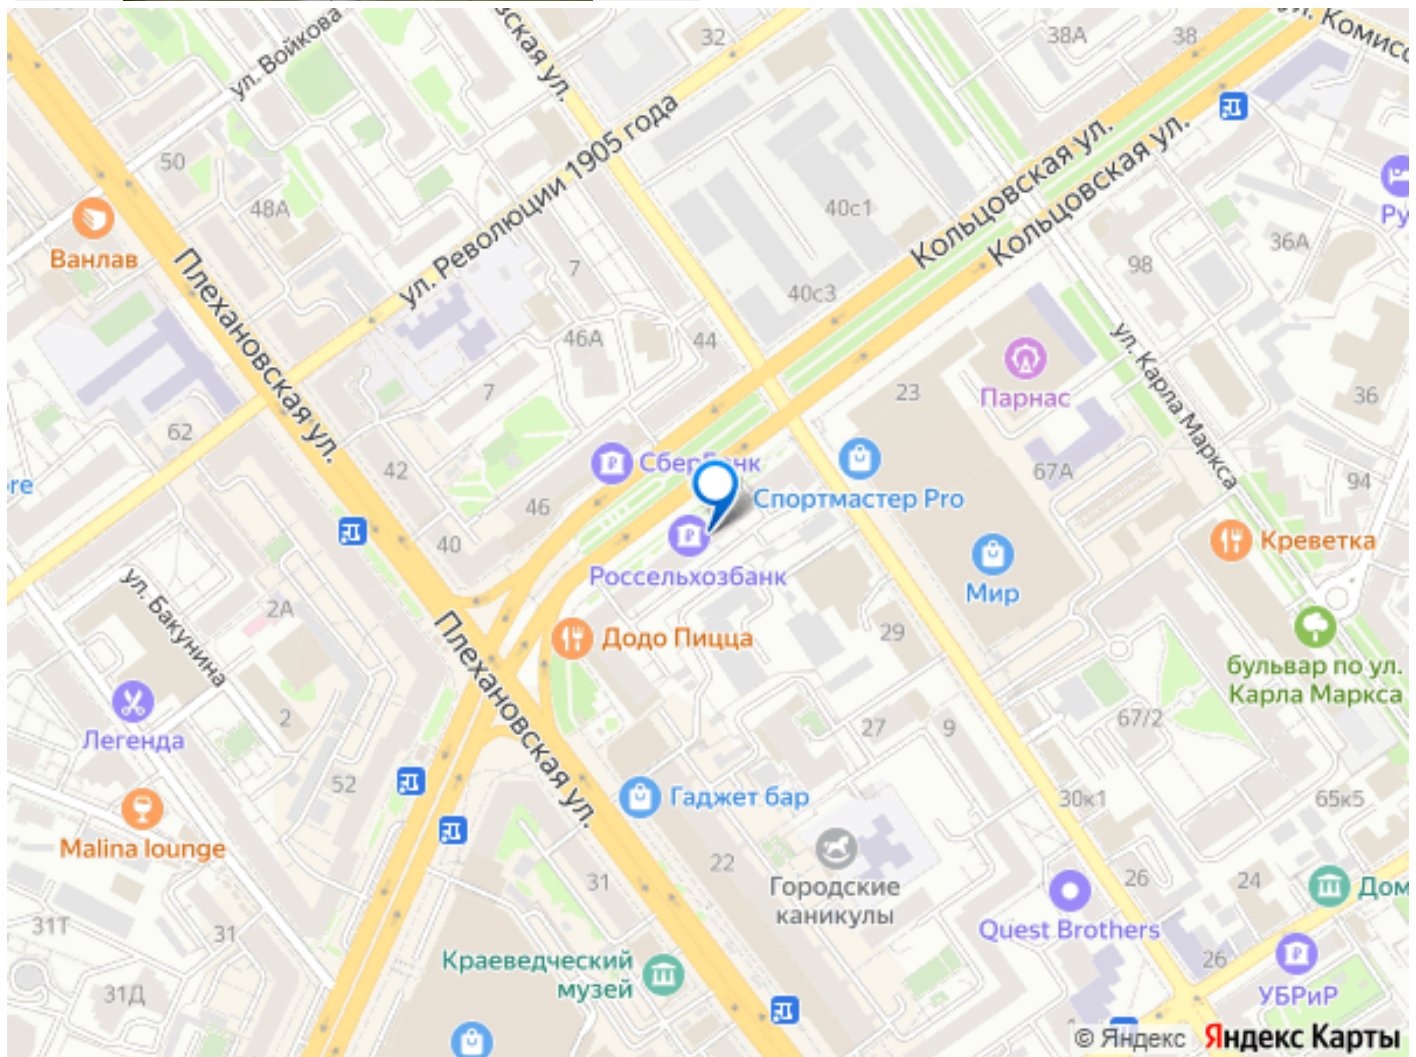 ул. Войкова
ская ул.
32
38А
38
ул. Комисс
50
48А
ул. Революции 1905 года
Кольцовская ул.
Кольцовская ул.
40с1
Ру
36А
98
Ванлав
Плехановская ул.
7
40с3
46А
44
ул. Карла Маркса
Парнас
23
36
7
62
42
СберБанк
67А
94
re
46
Спортмастер Pro
40
Креветка
Россельхозбанк
Мир
ул. Бакунина
2А
Плехановская ул.
Додо Пицца
29
бульвар по ул.
Карла Маркса
2
Легенда
27
9
67/2
52
Гаджет бар
30к1
65к5
Malina lounge
22
31
Городские
каникулы
26
24
Дом
31Т
31
Quest Brothers
Краеведческий
музей
26
31Д
УБРиР
© Яндекс Яндекс Карты